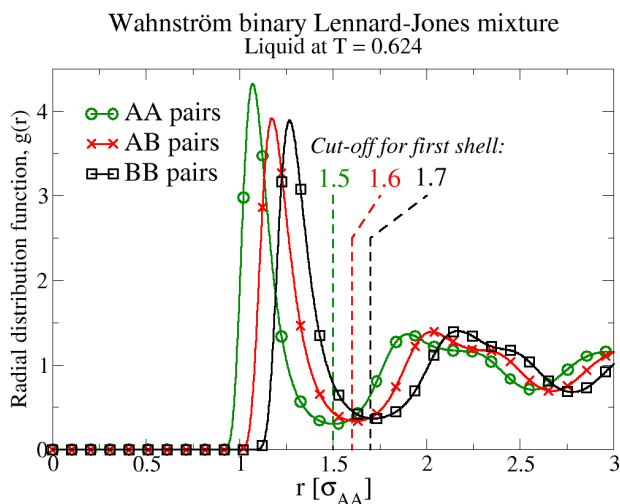 Wahnström binary Lennard-Jones mixture
Liquid at T = 0.624
Radial distribution function, g(r)
4
3
2
1
0
AA pairs
AB pairs
BB pairs
Cut-off for first shell:
1.5 1.6 1.7
0 0.5 1 1.5 2 2.5 3
r [σAA]